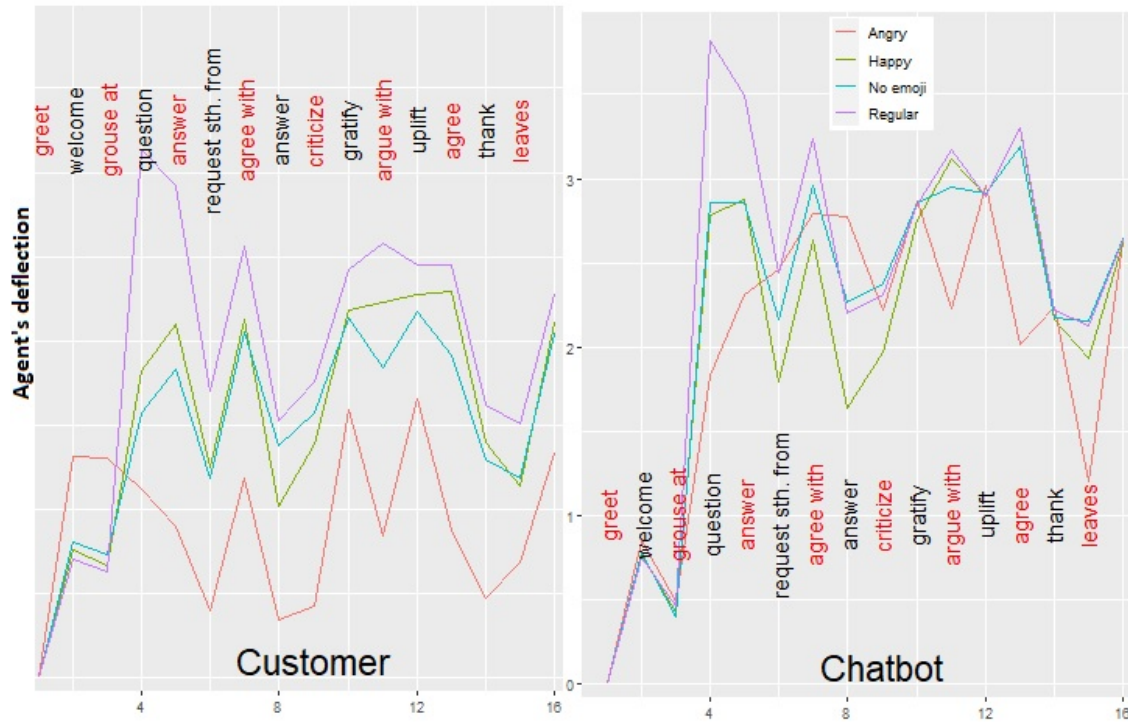 Agent's deflection
greet
welcome
grouse at
question
answer
request sth. from
agree with
answer
criticize
gratify
argue with
uplift
agree
thank
leaves
Customer
4
8
12
16
Angry
Happy
No emoji
Regular
3
2
1
0
greet
welcome
grouse at
question
answer
request sth. from
agree with
answer
criticize
gratify
argue with
uplift
agree
thank
leaves
Chatbot
4
8
12
16